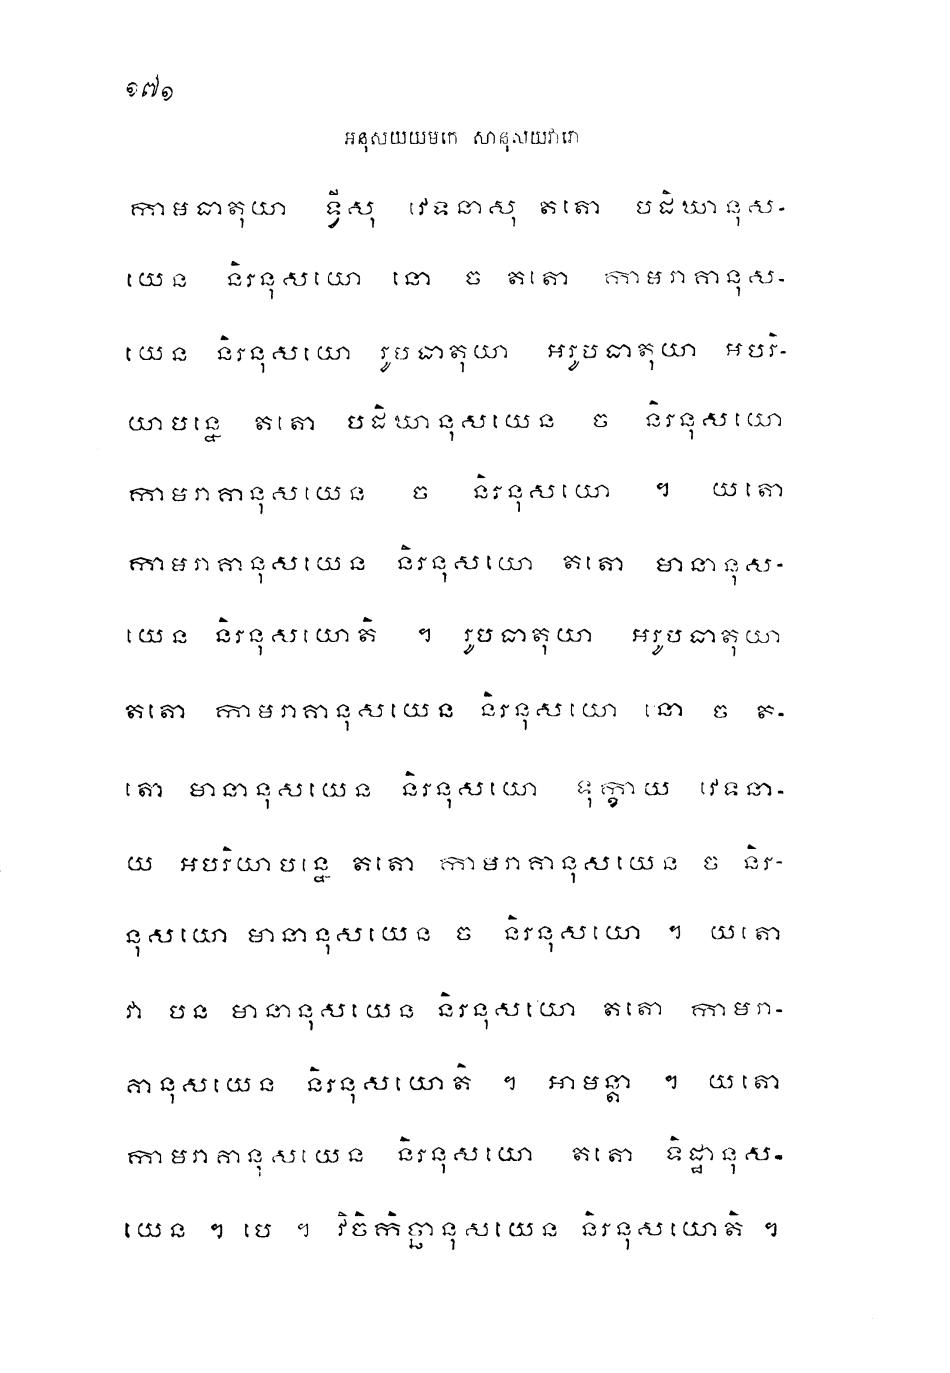 ១៧១
អនុសយយមកេ សានុសយវារោ
កាមធាតុយា ទ្វីសុ វេទនាសុ តតោ បដិឃានុស-
យេន និរនុសយោ នោ ច តតោ កាមរាគានុស-
យេន និរនុសយោ រូបធាតុយា អរូបធាតុយា អបរិ-
យាបន្នេ តតោ បដិឃានុសយេន ច និរនុសយោ
កាមរាគានុសយេន ច និរនុសយោ ។ យតោ
កាមរាគានុសយេន និរនុសយោ តតោ មានានុស-
យេន និរនុសយោតិ ។ រូបធាតុយា អរូបធាតុយា
តតោ កាមរាគានុសយេន និរនុសយោ នោ ច ត-
តោ មានានុសយេន និរនុសយោ ទុក្ខាយ វេទនា-
យ អបរិយាបន្នេ តតោ កាមរាគានុសយេន ច និរ-
នុសយោ មានានុសយេន ច និរនុសយោ ។ យតោ
វា បន មានានុសយេន និរនុសយោ តតោ កាមរា-
គានុសយេន និរនុសយោតិ ។ អាមន្តា ។ យតោ
កាមរាគានុសយេន និរនុសយោ តតោ ទិដ្ឋានុស-
យេន ។ បេ ។ វិចិកិច្ឆានុសយេន និរនុសយោតិ ។